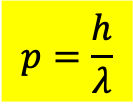 p = h/λ